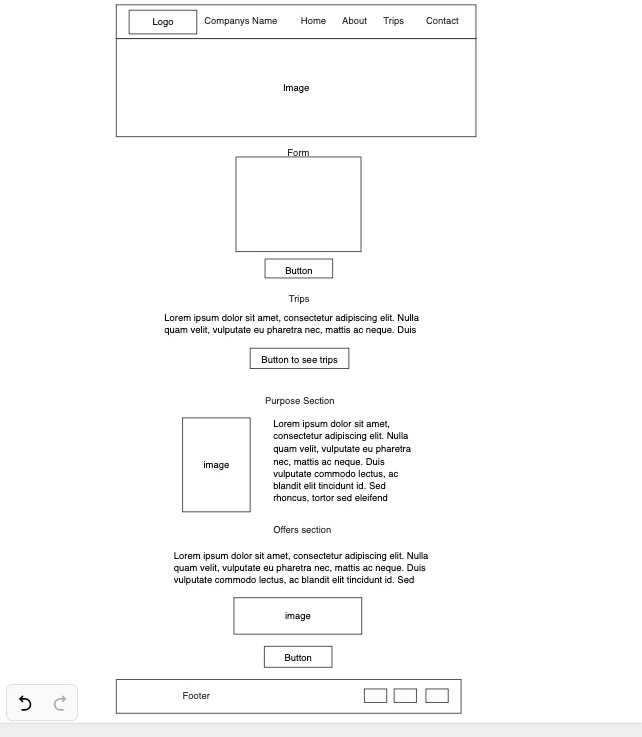 Logo Companys Name Home About Trips Contact
Image
Form
Button
Trips
Lorem ipsum dolor sit amet, consectetur adipiscing elit. Nulla
quam velit, vulputate eu pharetra nec, mattis ac neque. Duis
Button to see trips
Purpose Section
image
Lorem ipsum dolor sit amet,
consectetur adipiscing elit. Nulla
quam velit, vulputate eu pharetra
nec, mattis ac neque. Duis
vulputate commodo lectus, ac
blandit elit tincidunt id. Sed
rhoncus, tortor sed eleifend
Offers section
Lorem ipsum dolor sit amet, consectetur adipiscing elit. Nulla
quam velit, vulputate eu pharetra nec, mattis ac neque. Duis
vulputate commodo lectus, ac blandit elit tincidunt id. Sed
image
Button
Footer